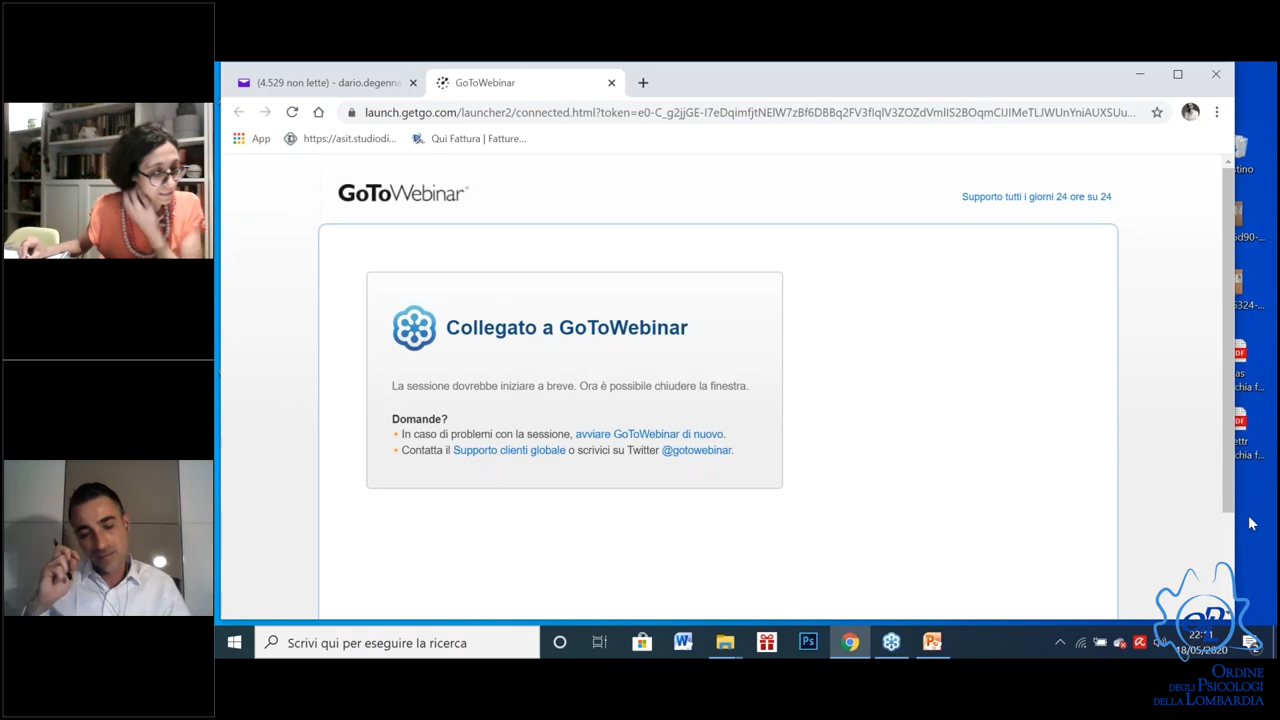 (4.529 non lette) - dario.degenna
GoToWebinar
launch.getgo.com/launcher2/connected.html?token=
App
https://asit.studiodi...
Qui Fattura | Fatture...
GoToWebinar
Supporto tutti i giorni 24 ore su 24
Collegato a GoToWebinar
La sessione dovrebbe iniziare a breve. Ora è possibile chiudere la finestra.
Domande?
In caso di problemi con la sessione, avviare GoToWebinar di nuovo.
Contatta il Supporto clienti globale o scrivici su Twitter @gotowebinar.
stino
Scrivi qui per eseguire la ricerca
18/05/2020
ORDINE
DEGLI PSICOLOGI
DELLA LOMBARDIA